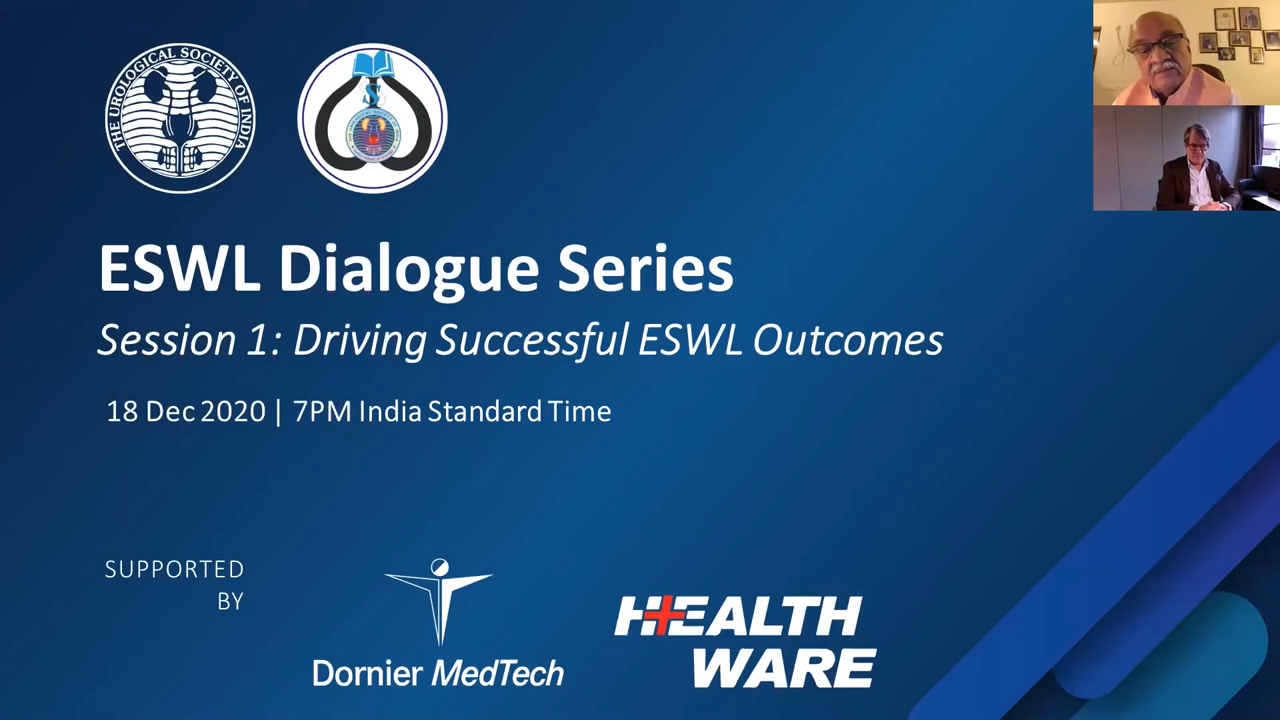 THE UROLOGICAL SOCIETY OF INDIA
ESWL Dialogue Series
Session 1: Driving Successful ESWL Outcomes
18 Dec 2020 | 7PM India Standard Time
SUPPORTED
BY
Dornier MedTech
HEALTH
WARE